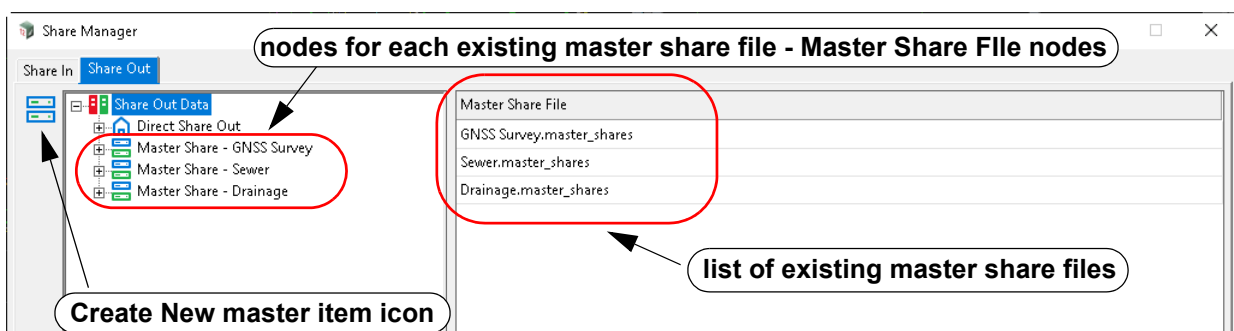 Share Manager
nodes for each existing master share file - Master Share FIle nodes
Share In Share Out
Share Out Data
Direct Share Out
Master Share - GNSS Survey
Master Share - Sewer
Master Share - Drainage
Master Share File
GNSS Survey.master_shares
Sewer.master_shares
Drainage.master_shares
list of existing master share files
Create New master item icon